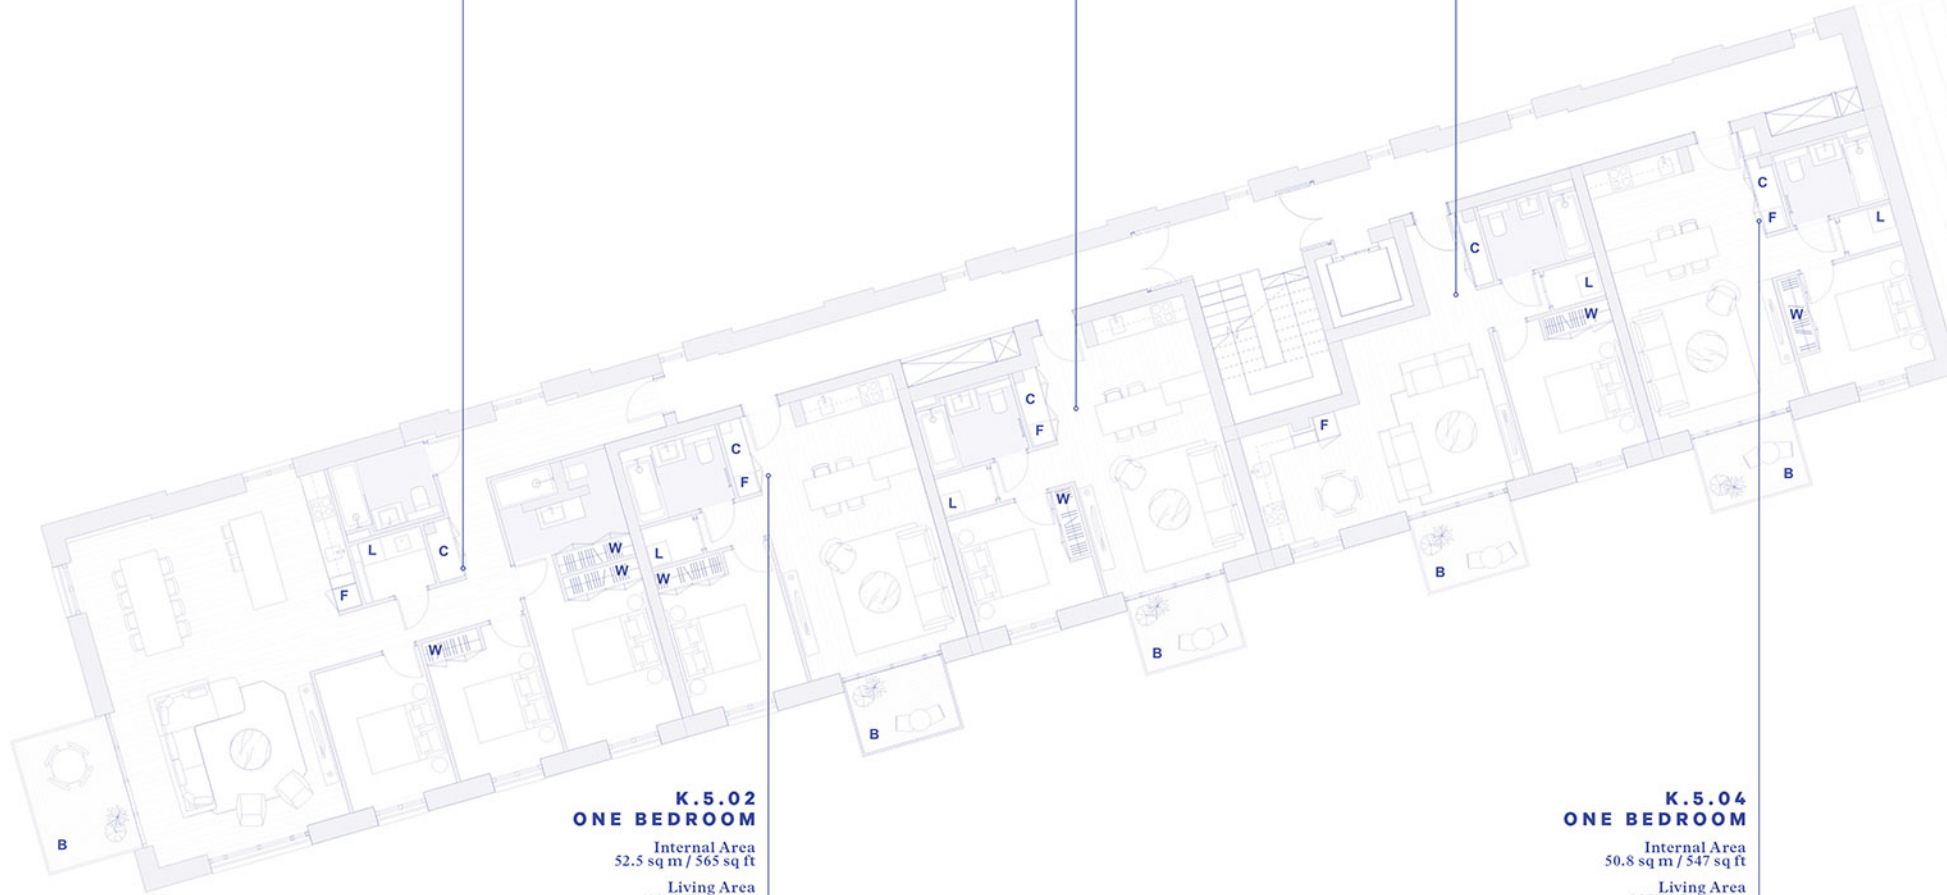 C
F
L
C
L
W
F
W
C
F
L
W
B
C
F
L
W
B
F
B
C
L
W
C
F
L
W
B
W
W
W
B
B
K.5.02
ONE BEDROOM
Internal Area
52.5 sq m / 565 sq ft
Living Area
K.5.04
ONE BEDROOM
Internal Area
50.8 sq m / 547 sq ft
Living Area